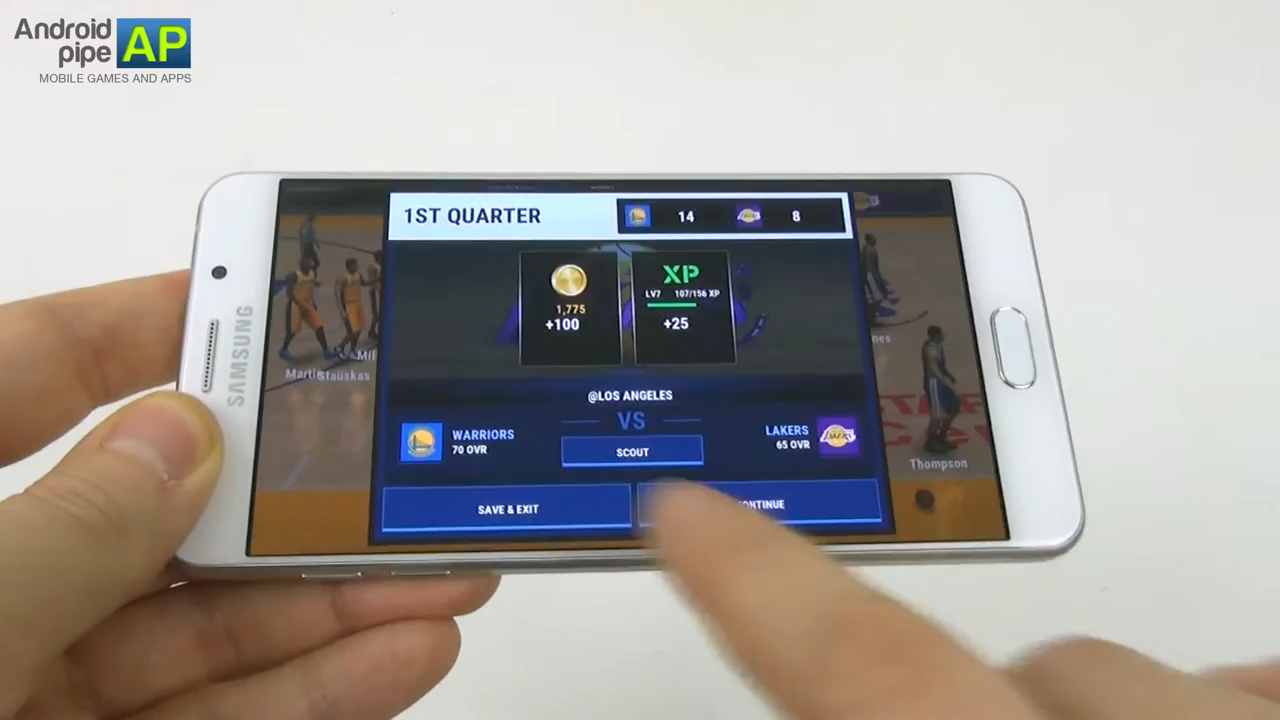 Android
pipe AP
MOBILE GAMES AND APPS
SAMSUNG
1ST QUARTER 14 8
XP
LV7 107/156 XP
1,775
+100 +25
Stauskas
@LOS ANGELES
VS
WARRIORS
70 OVR
LAKERS
65 OVR
SCOUT
Thompson
SAVE & EXIT